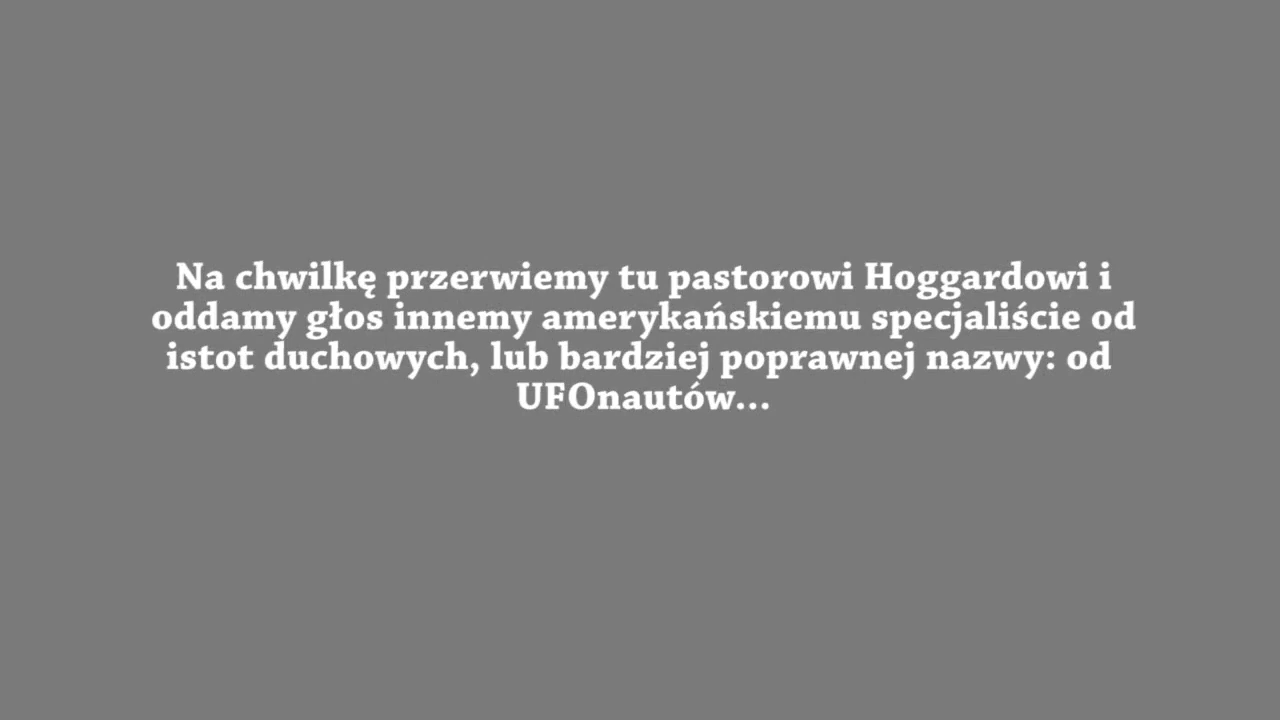 Na chwilkę przerwiemy tu pastorowi Hoggardowi i
oddamy głos innemy amerykańskiemu specjaliście od
istot duchowych, lub bardziej poprawnej nazwy: od
UFOnautów...